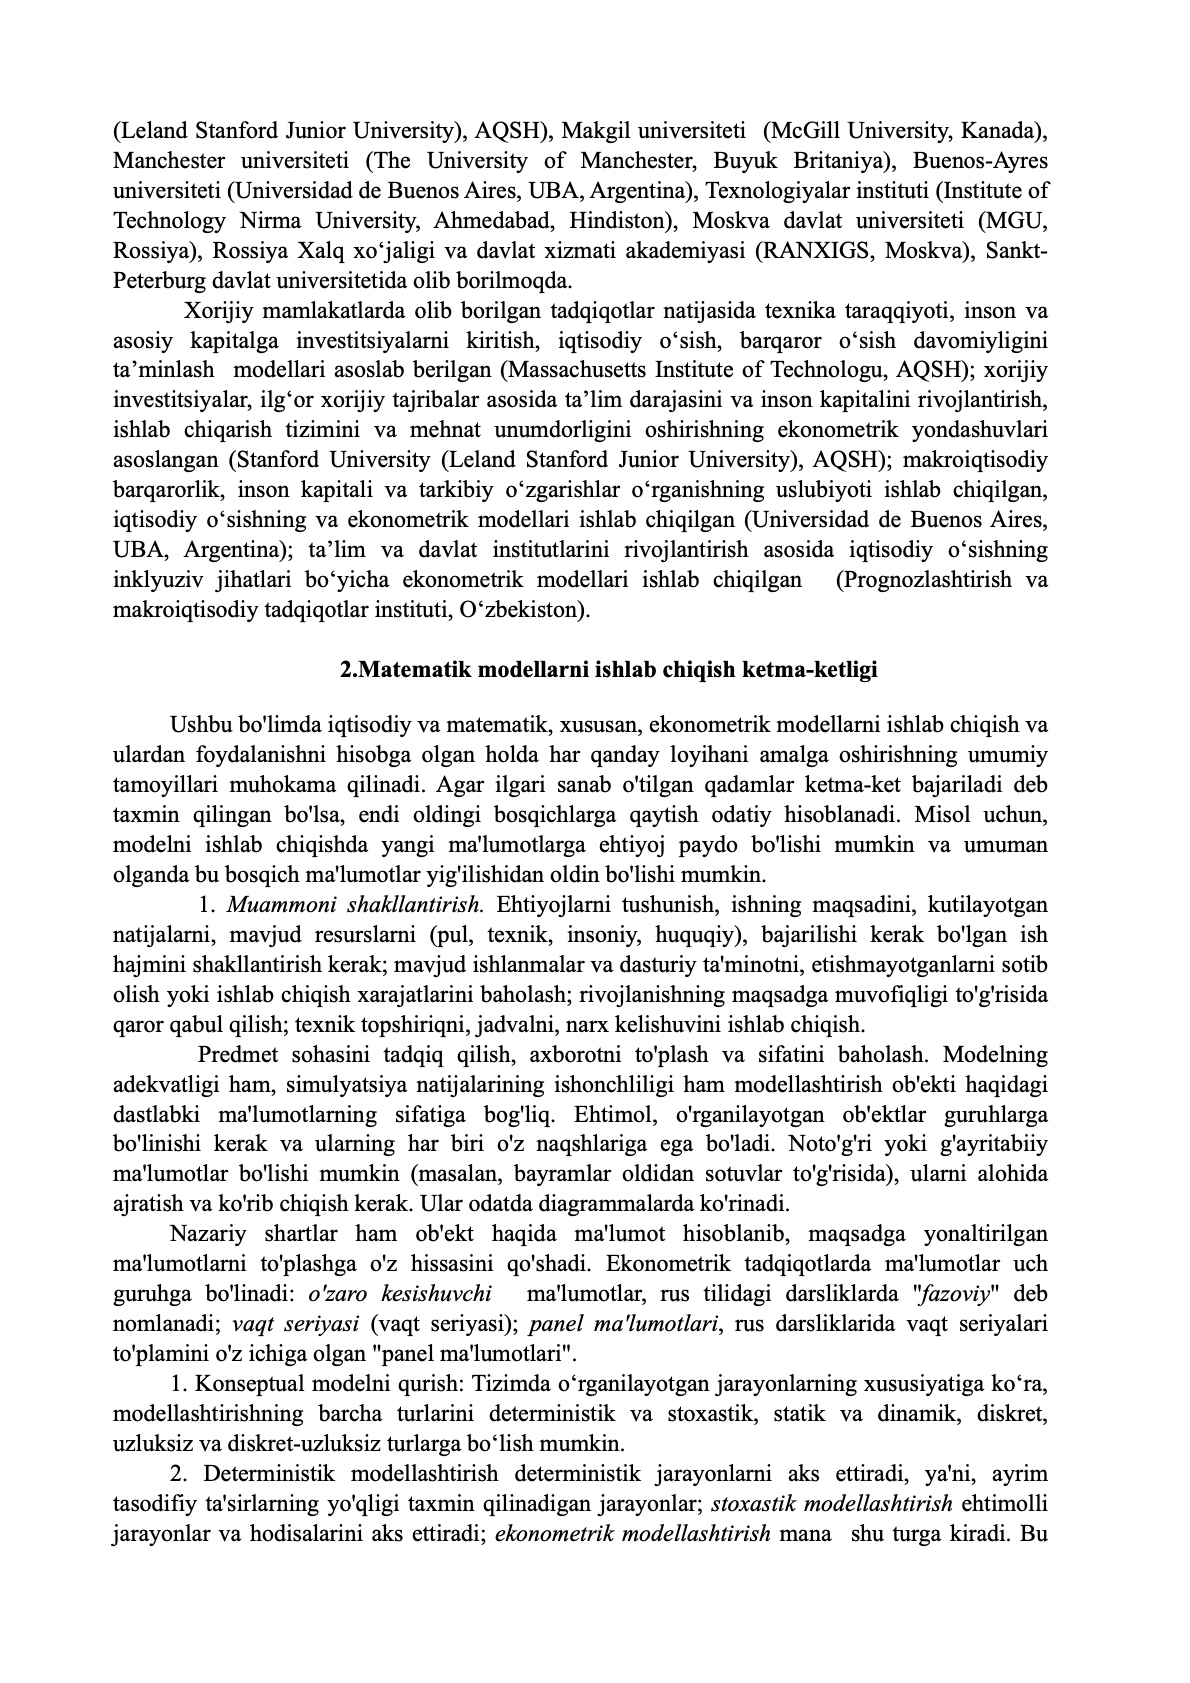 (Leland Stanford Junior University), AQSH), Makgil universiteti (McGill University, Kanada),
Manchester universiteti (The University of Manchester, Buyuk Britaniya), Buenos-Ayres
universiteti (Universidad de Buenos Aires, UBA, Argentina), Texnologiyalar instituti (Institute of
Technology Nirma University, Ahmedabad, Hindiston), Moskva davlat universiteti (MGU,
Rossiya), Rossiya Xalq xo‘jaligi va davlat xizmati akademiyasi (RANXIGS, Moskva), Sankt-
Peterburg davlat universitetida olib borilmoqda.
Xorijiy mamlakatlarda olib borilgan tadqiqotlar natijasida texnika taraqqiyoti, inson va
asosiy kapitalga investitsiyalarni kiritish, iqtisodiy o‘sish, barqaror o‘sish davomiyligini
ta’minlash modellari asoslab berilgan (Massachusetts Institute of Technologu, AQSH); xorijiy
investitsiyalar, ilg‘or xorijiy tajribalar asosida ta’lim darajasini va inson kapitalini rivojlantirish,
ishlab chiqarish tizimini va mehnat unumdorligini oshirishning ekonometrik yondashuvlari
asoslangan (Stanford University (Leland Stanford Junior University), AQSH); makroiqtisodiy
barqarorlik, inson kapitali va tarkibiy o‘zgarishlar o‘rganishning uslubiyoti ishlab chiqilgan,
iqtisodiy o‘sishning va ekonometrik modellari ishlab chiqilgan (Universidad de Buenos Aires,
UBA, Argentina); ta’lim va davlat institutlarini rivojlantirish asosida iqtisodiy o‘sishning
inklyuziv jihatlari bo‘yicha ekonometrik modellari ishlab chiqilgan (Prognozlashtirish va
makroiqtisodiy tadqiqotlar instituti, O‘zbekiston).
2.Matematik modellarni ishlab chiqish ketma-ketligi
Ushbu bo'limda iqtisodiy va matematik, xususan, ekonometrik modellarni ishlab chiqish va
ulardan foydalanishni hisobga olgan holda har qanday loyihani amalga oshirishning umumiy
tamoyillari muhokama qilinadi. Agar ilgari sanab o'tilgan qadamlar ketma-ket bajariladi deb
taxmin qilingan bo'lsa, endi oldingi bosqichlarga qaytish odatiy hisoblanadi. Misol uchun,
modelni ishlab chiqishda yangi ma'lumotlarga ehtiyoj paydo bo'lishi mumkin va umuman
olganda bu bosqich ma'lumotlar yig'ilishidan oldin bo'lishi mumkin.
1. Muammoni shakllantirish. Ehtiyojlarni tushunish, ishning maqsadini, kutilayotgan
natijalarni, mavjud resurslarni (pul, texnik, insoniy, huquqiy), bajarilishi kerak bo'lgan ish
hajmini shakllantirish kerak; mavjud ishlanmalar va dasturiy ta'minotni, etishmayotganlarni sotib
olish yoki ishlab chiqish xarajatlarini baholash; rivojlanishning maqsadga muvofiqligi to'g'risida
qaror qabul qilish; texnik topshiriqni, jadvalni, narx kelishuvini ishlab chiqish.
Predmet sohasini tadqiq qilish, axborotni to'plash va sifatini baholash. Modelning
adekvatligi ham, simulyatsiya natijalarining ishonchliligi ham modellashtirish ob'ekti haqidagi
dastlabki ma'lumotlarning sifatiga bog'liq. Ehtimol, o'rganilayotgan ob'ektlar guruhlarga
bo'linishi kerak va ularning har biri o'z naqshlariga ega bo'ladi. Noto'g'ri yoki g'ayritabiiy
ma'lumotlar bo'lishi mumkin (masalan, bayramlar oldidan sotuvlar to'g'risida), ularni alohida
ajratish va ko'rib chiqish kerak. Ular odatda diagrammalarda ko'rinadi.
Nazariy shartlar ham ob'ekt haqida ma'lumot hisoblanib, maqsadga yonaltirilgan
ma'lumotlarni to'plashga o'z hissasini qo'shadi. Ekonometrik tadqiqotlarda ma'lumotlar uch
guruhga bo'linadi: o'zaro kesishuvchi ma'lumotlar, rus tilidagi darsliklarda "fazoviy" deb
nomlanadi; vaqt seriyasi (vaqt seriyasi); panel ma'lumotlari, rus darsliklarida vaqt seriyalari
to'plamini o'z ichiga olgan "panel ma'lumotlari".
1. Konseptual modelni qurish: Tizimda o‘rganilayotgan jarayonlarning xususiyatiga ko‘ra,
modellashtirishning barcha turlarini deterministik va stoxastik, statik va dinamik, diskret,
uzluksiz va diskret-uzluksiz turlarga bo‘lish mumkin.
2. Deterministik modellashtirish deterministik jarayonlarni aks ettiradi, ya'ni, ayrim
tasodifiy ta'sirlarning yo'qligi taxmin qilinadigan jarayonlar; stoxastik modellashtirish ehtimolli
jarayonlar va hodisalarini aks ettiradi; ekonometrik modellashtirish mana shu turga kiradi. Bu